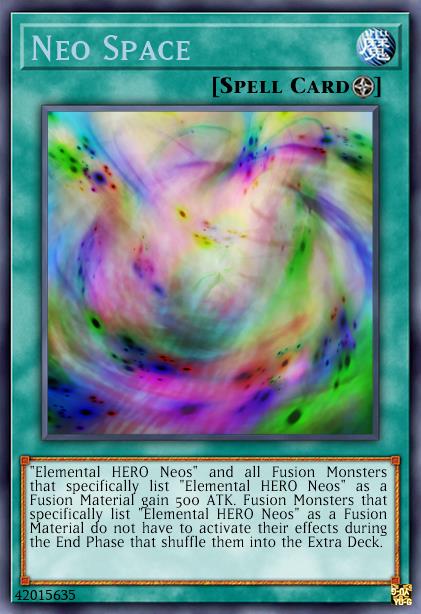 Neo Space
魔
[Spell Card]
"Elemental HERO Neos" and all Fusion Monsters
that specifically list "Elemental HERO Neos" as a
Fusion Material gain 500 ATK. Fusion Monsters that
specifically list "Elemental HERO Neos" as a Fusion
Material do not have to activate their effects during
the End Phase that shuffle them into the Extra Deck.
42015635